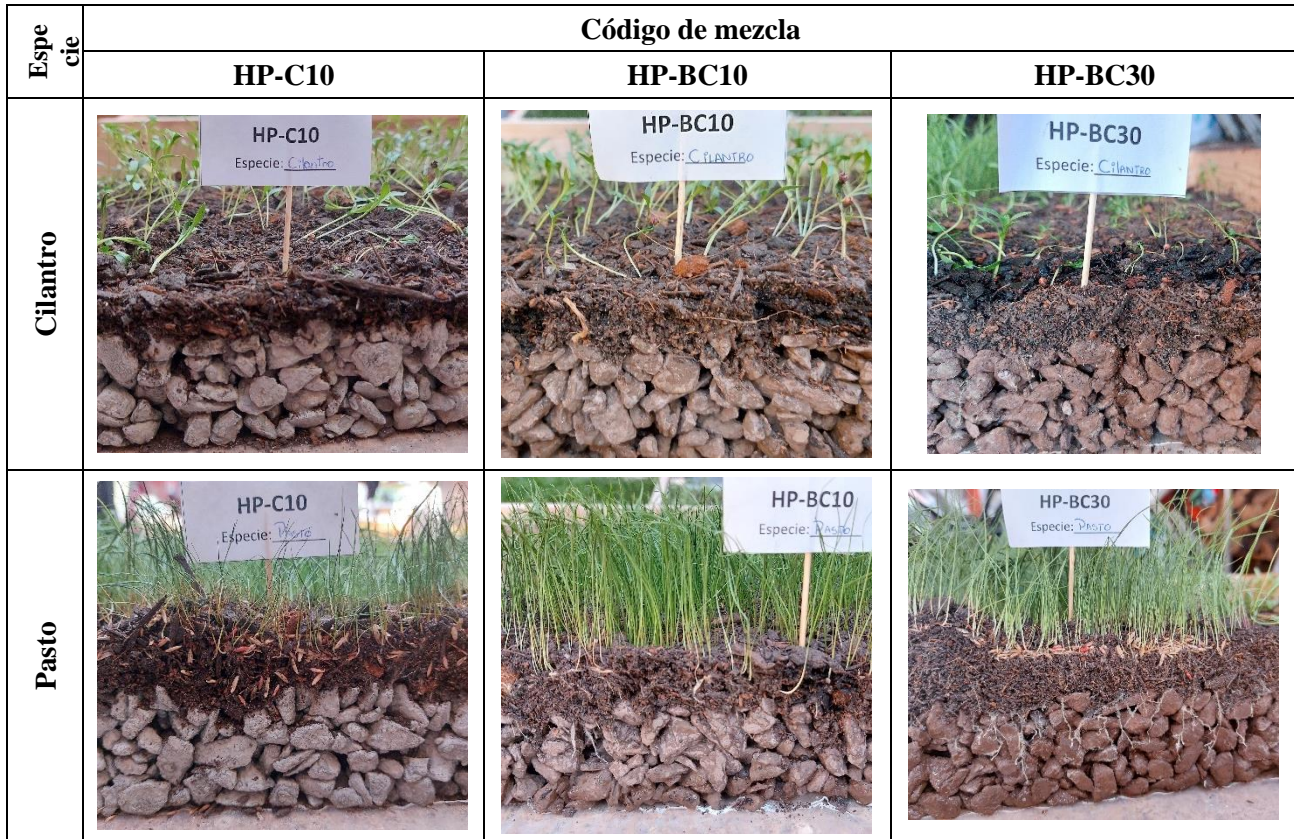 Espe
cie
Código de mezcla
HP-C10
HP-BC10
HP-BC30
Cilantro
HP-C10
Especie: Cilantro
HP-BC10
Especie: CILANTRO
HP-BC30
Especie: CILANTRO
Pasto
HP-C10
Especie: PASTO
HP-BC10
Especie: PASTO
HP-BC30
Especie: PASTO